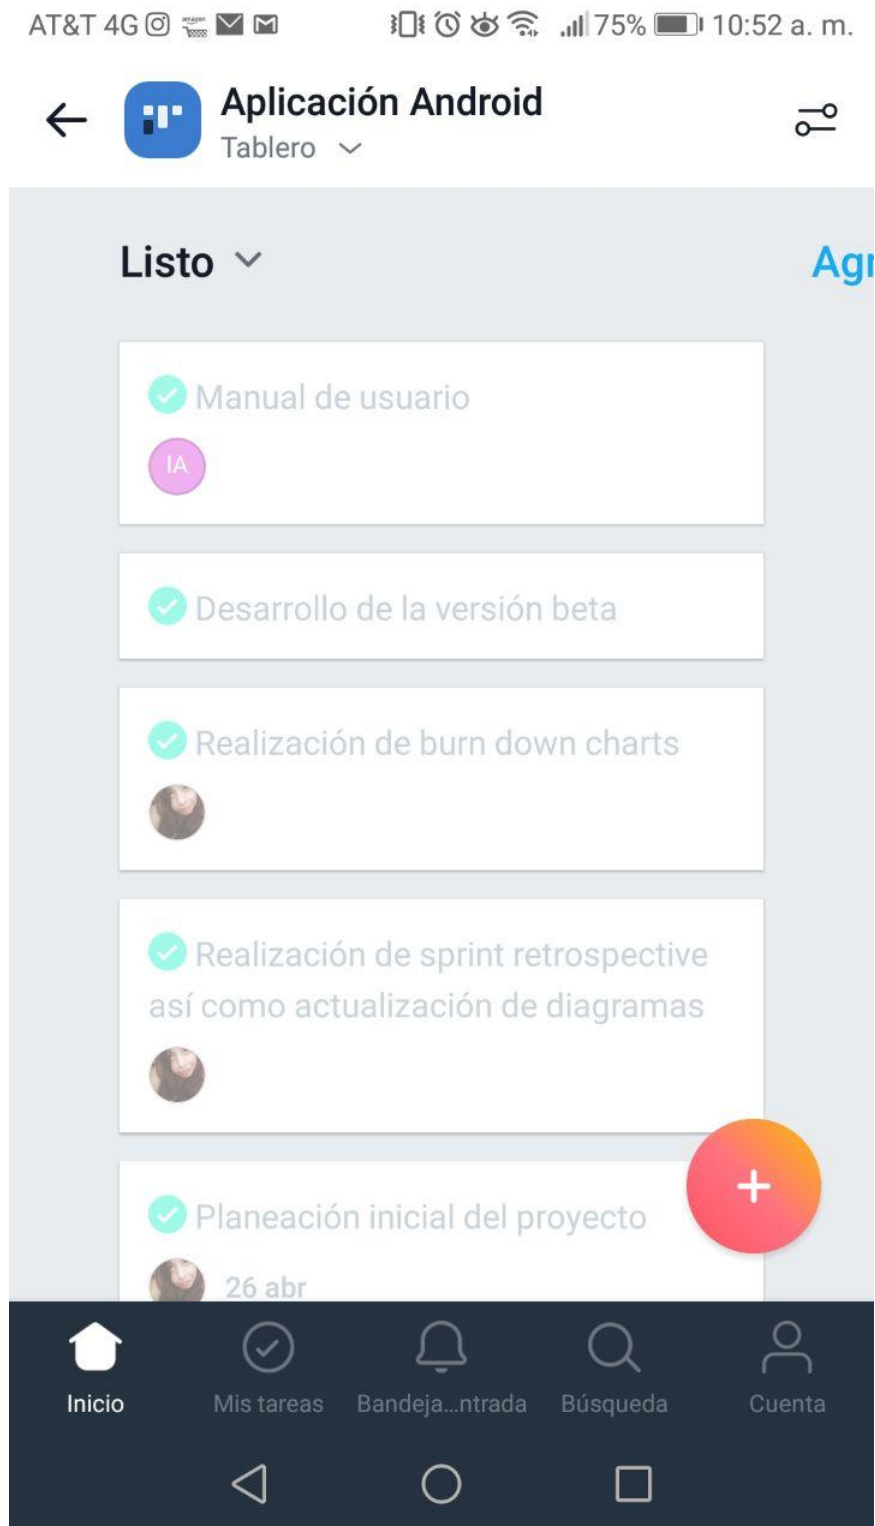 AT&T 4G 75% 10:52 a. m.
Aplicación Android
Tablero
Listo
Agr
Manual de usuario
IA
Desarrollo de la versión beta
Realización de burn down charts
Realización de sprint retrospective
así como actualización de diagramas
Planeación inicial del proyecto
26 abr
Inicio Mis tareas Bandeja...ntrada Búsqueda Cuenta